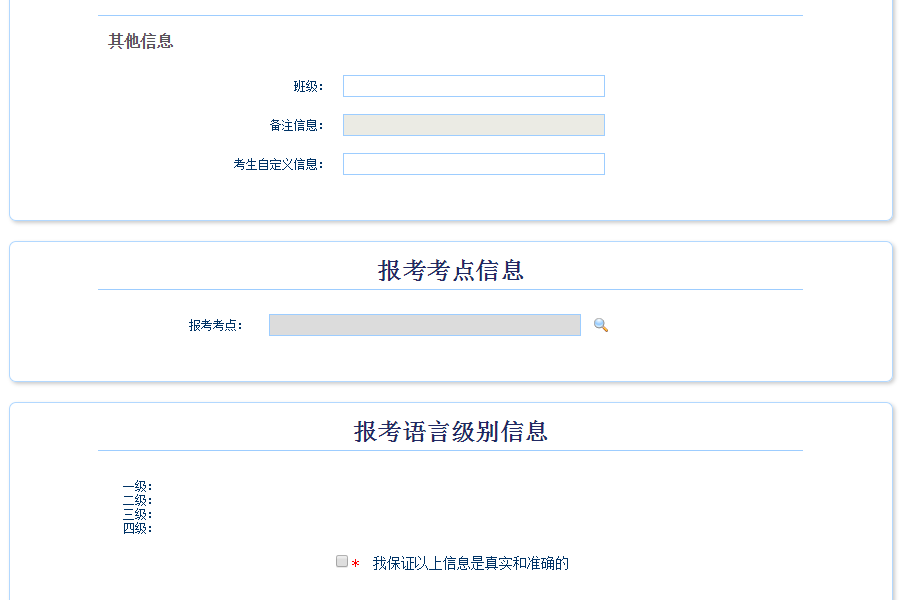 其他信息
班级：
备注信息：
考生自定义信息：
报考考点信息
报考考点：
报考语言级别信息
一级：
二级：
三级：
四级：
* 我保证以上信息是真实和准确的